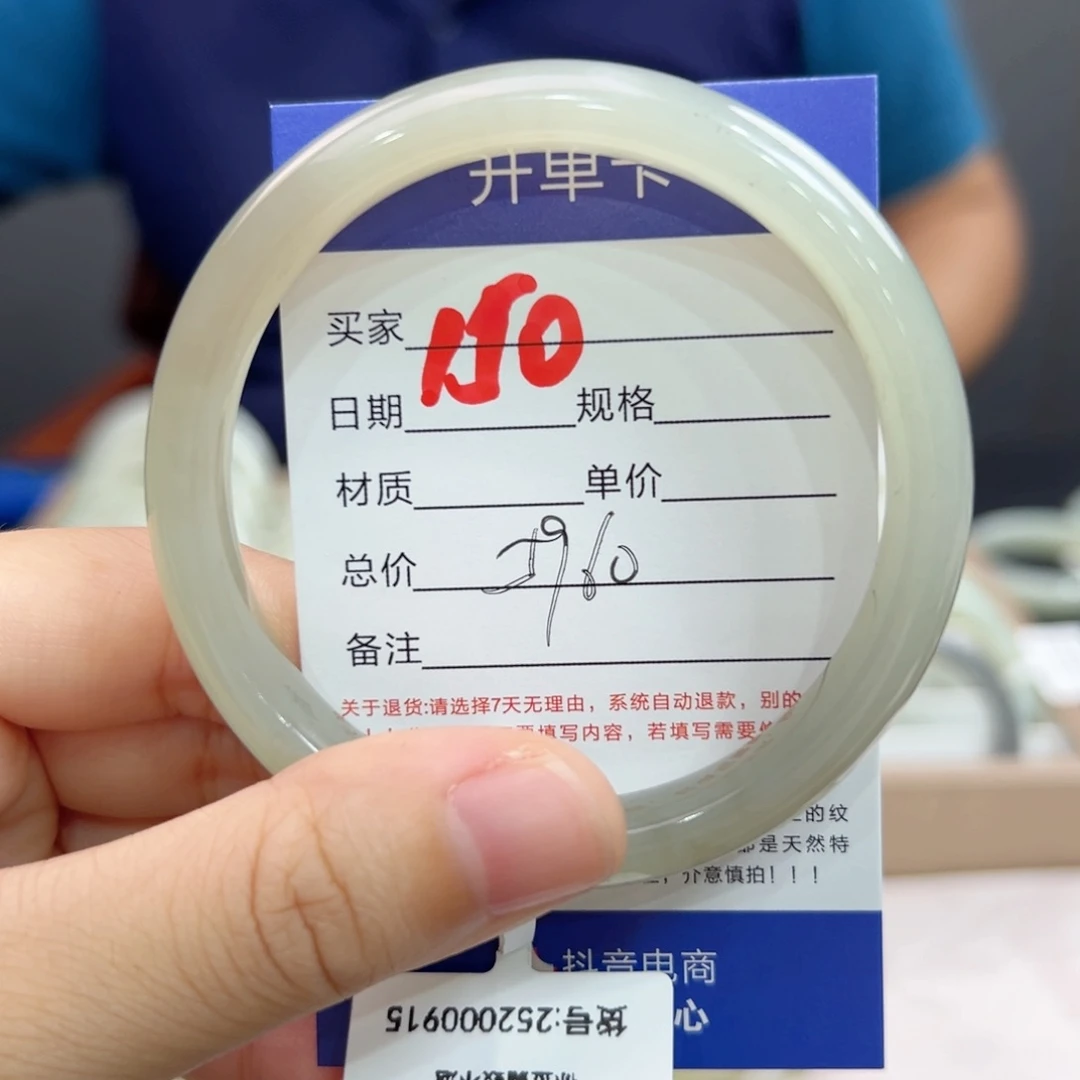 开单卡
买家 150
日期 规格
材质 单价
总价
备注
关于退货:请选择7天无理由，系统自动退款，别的
填写内容，若填写需要
的纹
都是天然特
介意慎拍！！！
抖音电商
心
货号:252000915